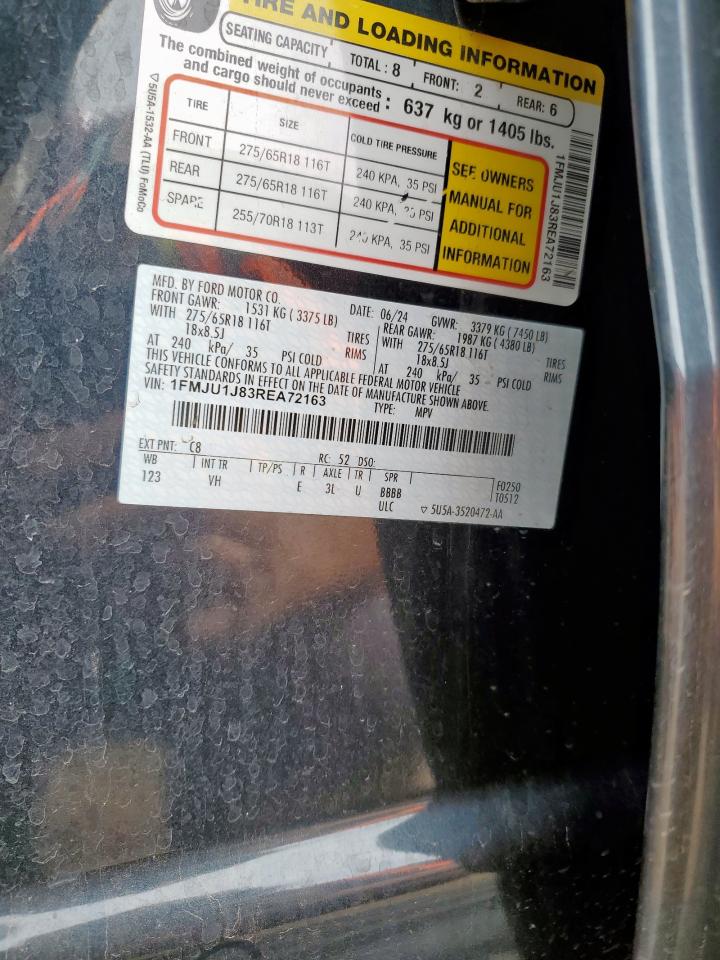 TIRE AND LOADING INFORMATION
SEATING CAPACITY TOTAL : 8 FRONT: 2 REAR: 6
The combined weight of occupants
and cargo should never exceed : 637 kg or 1405 lbs.
TIRE SIZE COLD TIRE PRESSURE
FRONT 275/65R18 116T 240 KPA, 35 PSI
REAR 275/65R18 116T 240 KPA, 35 PSI
SPARE 255/70R18 113T 240 KPA, 35 PSI
SEE OWNERS
MANUAL FOR
ADDITIONAL
INFORMATION
▽5U5A-1532-AA (TLU) FoMoCo
1FMJU1J83REA72163
MFD. BY FORD MOTOR CO. DATE: 06/24 GVWR: 3379 KG ( 7450 LB)
FRONT GAWR: 1531 KG ( 3375 LB) REAR GAWR: 1987 KG ( 4380 LB)
WITH 275/65R18 116T TIRES WITH 275/65R18 116T TIRES
18x8.5J RIMS 18x8.5J RIMS
AT 240 kPa/ 35 PSI COLD AT 240 kPa/ 35 PSI COLD
THIS VEHICLE CONFORMS TO ALL APPLICABLE FEDERAL MOTOR VEHICLE
SAFETY STANDARDS IN EFFECT ON THE DATE OF MANUFACTURE SHOWN ABOVE.
VIN: 1FMJU1J83REA72163 TYPE: MPV
EXT PNT: C8 RC: 52 DSO:
WB INT TR TP/PS R AXLE TR SPR F0250
123 VH E 3L U BBBB T0512
ULC ▽ 5U5A-3520472-AA